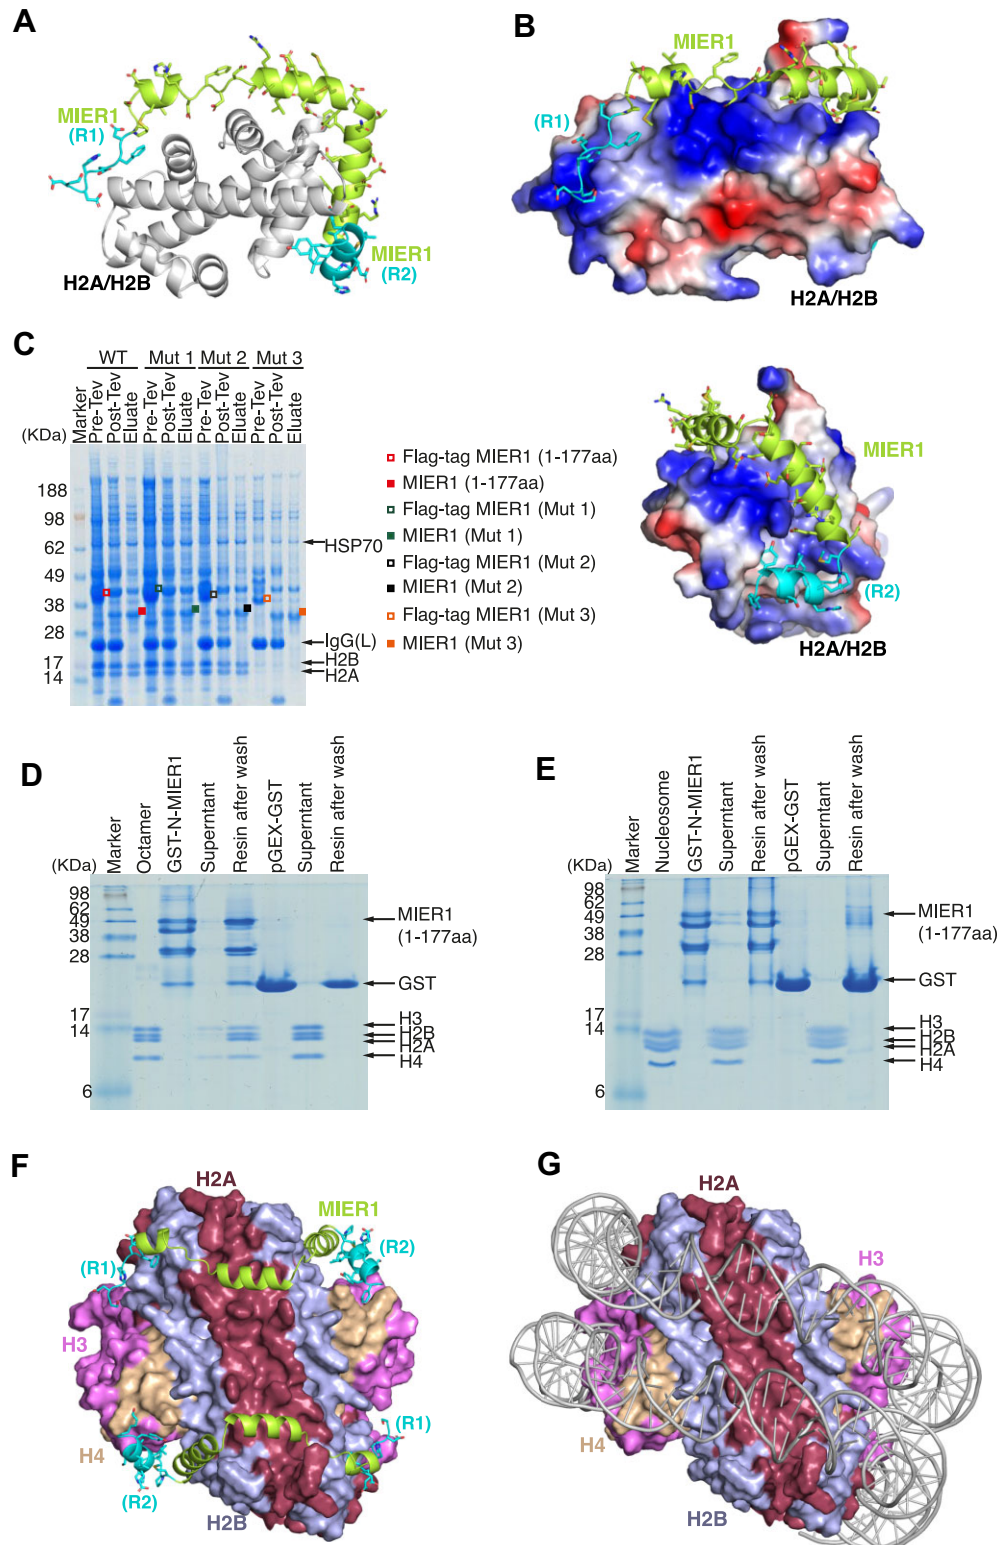 A
MIER1
(R1)
MIER1
(R2)
H2A/H2B
B
MIER1
(R1)
H2A/H2B
MIER1
(R2)
H2A/H2B
C
WT Mut 1 Mut 2 Mut 3
Marker
Pre-Tev
Post-Tev
Eluate
Pre-Tev
Post-Tev
Eluate
Pre-Tev
Post-Tev
Eluate
Pre-Tev
Post-Tev
Eluate
(KDa)
188
98
62
49
38
28
17
14
HSP70
IgG(L)
H2B
H2A
Flag-tag MIER1 (1-177aa)
MIER1 (1-177aa)
Flag-tag MIER1 (Mut 1)
MIER1 (Mut 1)
Flag-tag MIER1 (Mut 2)
MIER1 (Mut 2)
Flag-tag MIER1 (Mut 3)
MIER1 (Mut 3)
D
Marker
Octamer
GST-N-MIER1
Superntant
Resin after wash
pGEX-GST
Superntant
Resin after wash
(KDa)
98
62
49
38
28
17
14
6
MIER1
(1-177aa)
GST
H3
H2B
H2A
H4
E
Marker
Nucleosome
GST-N-MIER1
Superntant
Resin after wash
pGEX-GST
Superntant
Resin after wash
(KDa)
98
62
49
38
28
17
14
6
MIER1
(1-177aa)
GST
H3
H2B
H2A
H4
F
H2A
MIER1
(R2)
(R1)
H3
(R1)
H4
(R2)
H2B
G
H2A
H3
H4
H2B